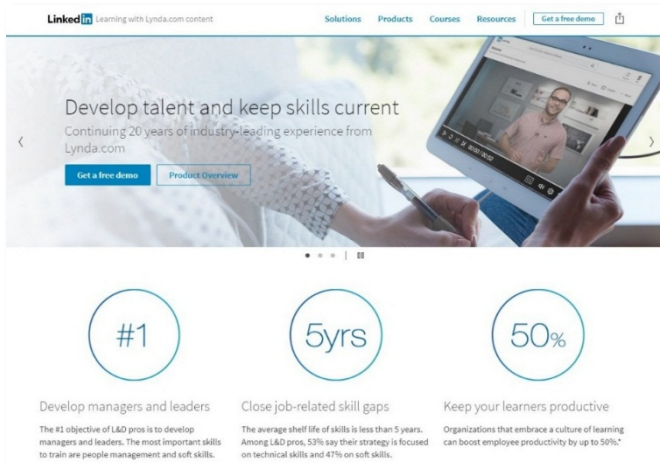 Linked in Learning with Lynda.com content
Solutions Products Courses Resources Get a free demo
Develop talent and keep skills current
Continuing 20 years of industry-leading experience from
Lynda.com
Get a free demo Product Overview
#1 5yrs 50%
Develop managers and leaders
The #1 objective of L&D pros is to develop
managers and leaders. The most important skills
to train are people management and soft skills.
Close job-related skill gaps
The average shelf life of skills is less than 5 years.
Among L&D pros, 53% say their strategy is focused
on technical skills and 47% on soft skills.
Keep your learners productive
Organizations that embrace a culture of learning
can boost employee productivity by up to 50%.*